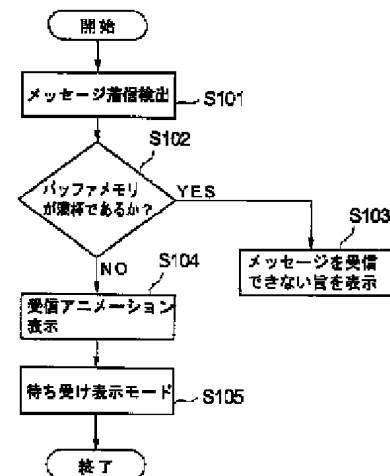 開始
メッセージ着信検出
S101
S102
バッファメモリ
が満杯であるか?
YES
S103
メッセージを受信
できない旨を表示
NO
S104
受信アニメーション
表示
待ち受け表示モード
S105
終了